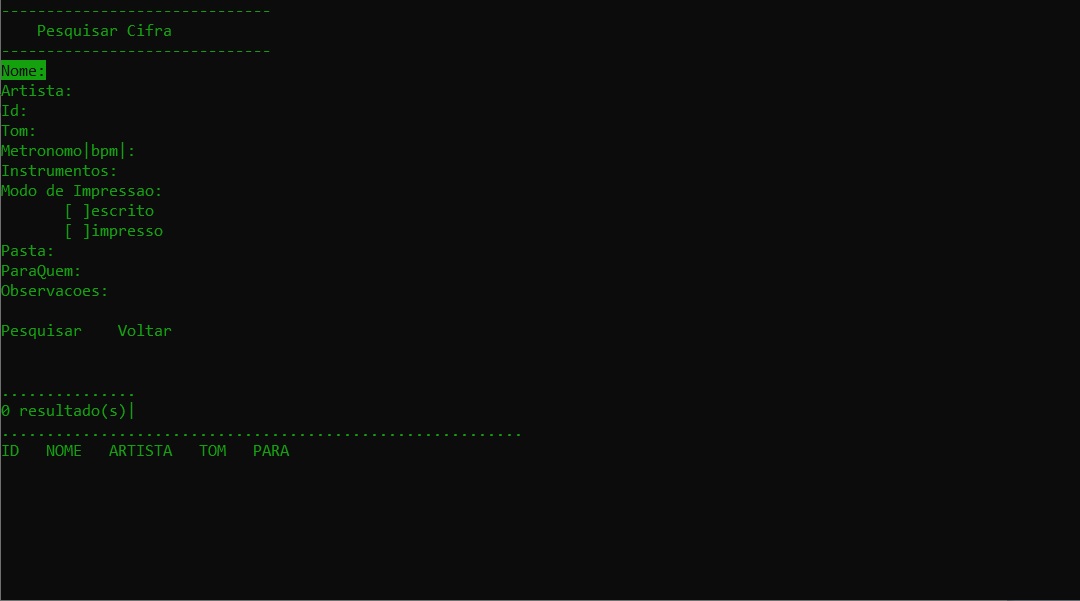 ------------------------------
Pesquisar Cifra
------------------------------
Nome:
Artista:
Id:
Tom:
Metronomo|bpm|:
Instrumentos:
Modo de Impressao:
[ ]escrito
[ ]impresso
Pasta:
ParaQuem:
Observacoes:
Pesquisar    Voltar
...............
0 resultado(s)|
..........................................................
ID   NOME   ARTISTA   TOM   PARA